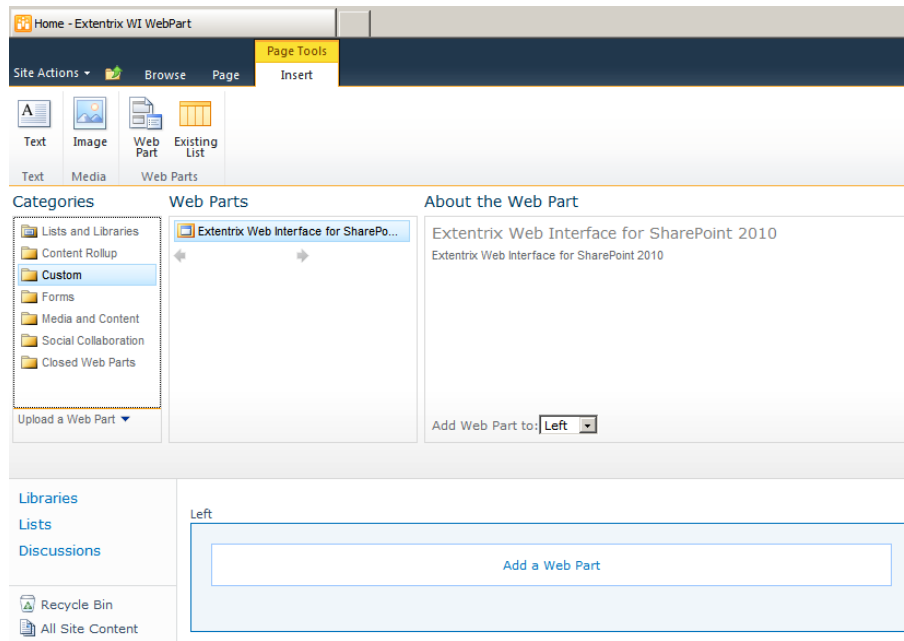 Home - Extentrix WI WebPart
Page Tools
Site Actions
Browse
Page
Insert
Text
Image
Web Part
Existing List
Text
Media
Web Parts
Categories
Web Parts
About the Web Part
Lists and Libraries
Content Rollup
Custom
Forms
Media and Content
Social Collaboration
Closed Web Parts
Upload a Web Part
Extentrix Web Interface for SharePo...
Extentrix Web Interface for SharePoint 2010
Extentrix Web Interface for SharePoint 2010
Add Web Part to: Left
Libraries
Lists
Discussions
Recycle Bin
All Site Content
Left
Add a Web Part